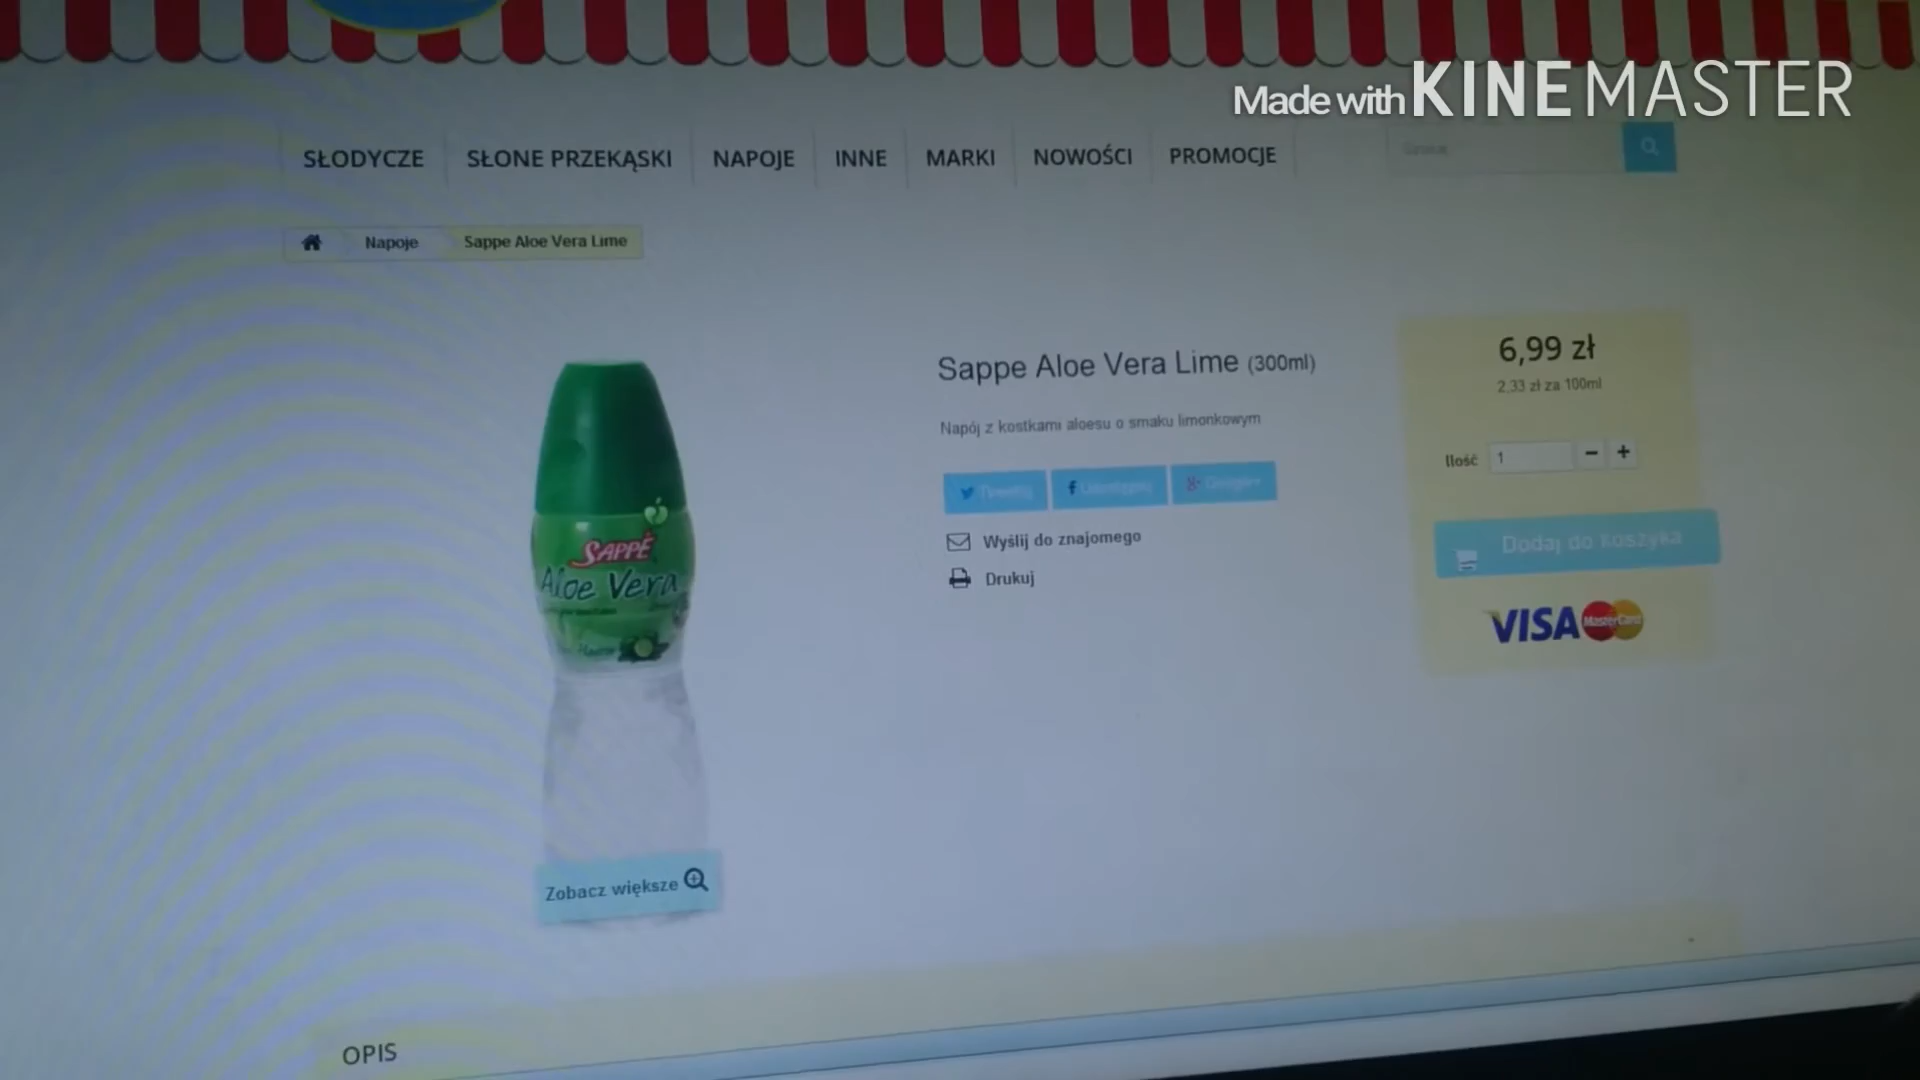 Made with KINEMASTER
SŁODYCZE
SŁONE PRZEKĄSKI
NAPOJE
INNE
MARKI
NOWOŚCI
PROMOCJE
Napoje
Sappe Aloe Vera Lime
Sappe Aloe Vera Lime (300ml)
Napój z kostkami aloesu o smaku limonkowym
Wyślij do znajomego
Drukuj
6,99 zł
2,33 zł za 100ml
Ilość 1
Dodaj do koszyka
VISA MasterCard
SAPPÉ
Aloe Vera
Zobacz większe
OPIS